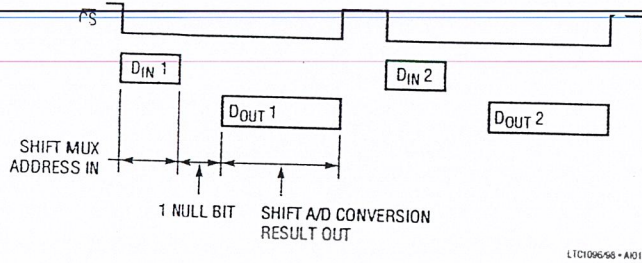 CS
DIN 1
DIN 2
DOUT 1
DOUT 2
SHIFT MUX
ADDRESS IN
1 NULL BIT
SHIFT A/D CONVERSION
RESULT OUT
LTC1096/98 •